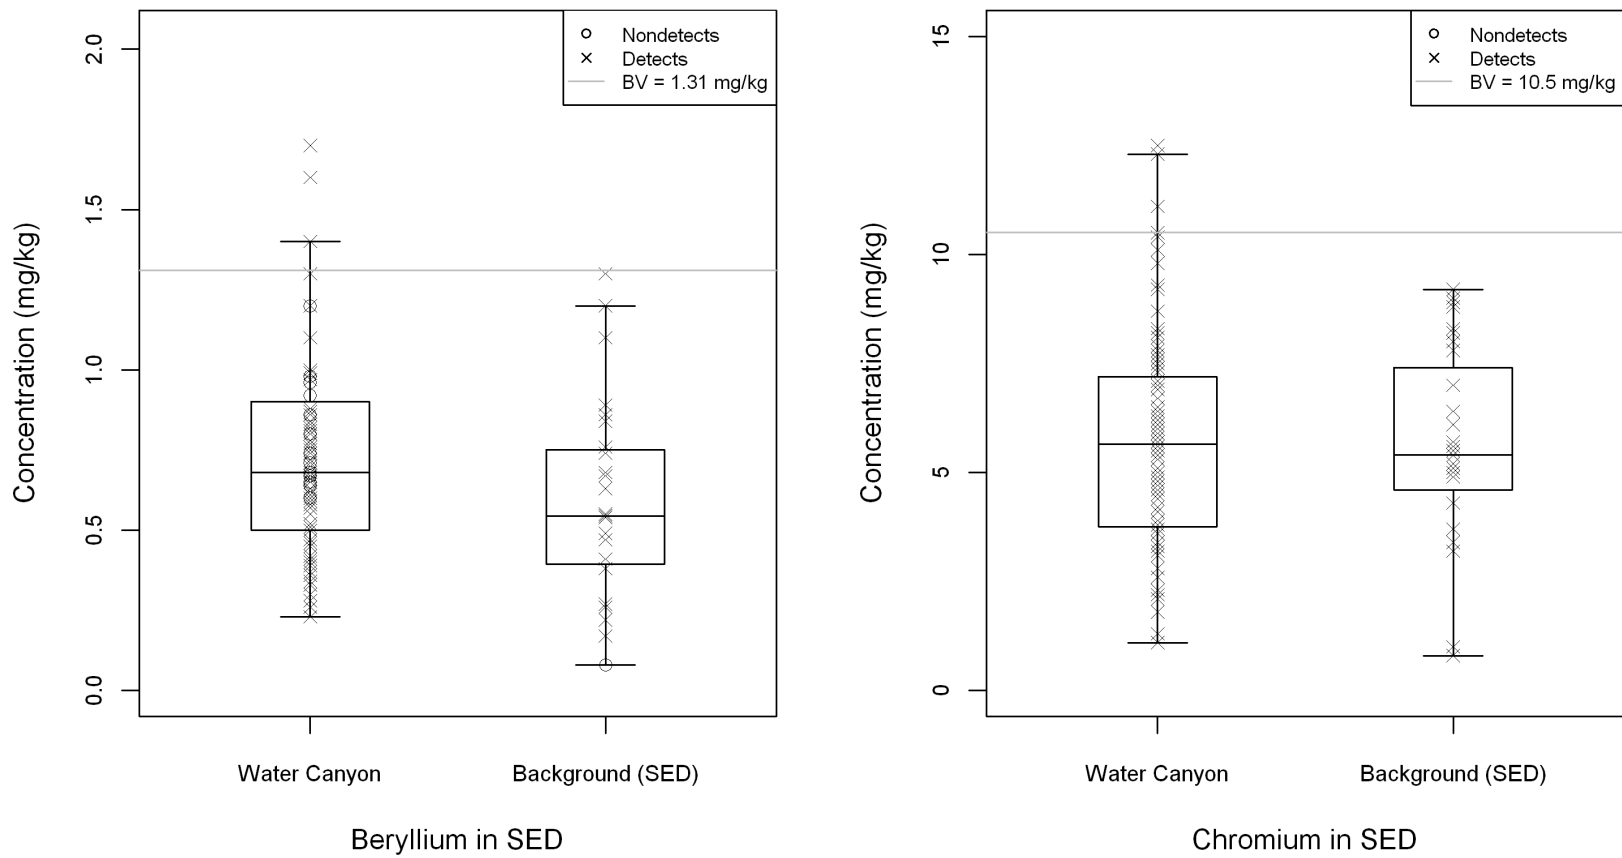 Nondetects
Detects
BV = 1.31 mg/kg
Concentration (mg/kg)
2.0
1.5
1.0
0.5
0.0
Water Canyon
Background (SED)
Beryllium in SED
Nondetects
Detects
BV = 10.5 mg/kg
Concentration (mg/kg)
15
10
5
0
Water Canyon
Background (SED)
Chromium in SED